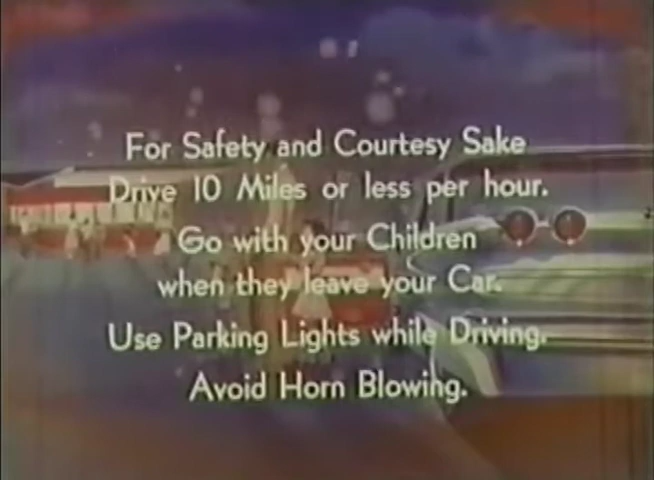 For Safety and Courtesy Sake
Drive 10 Miles or less per hour.
Go with your Children
when they leave your Car.
Use Parking Lights while Driving.
Avoid Horn Blowing.